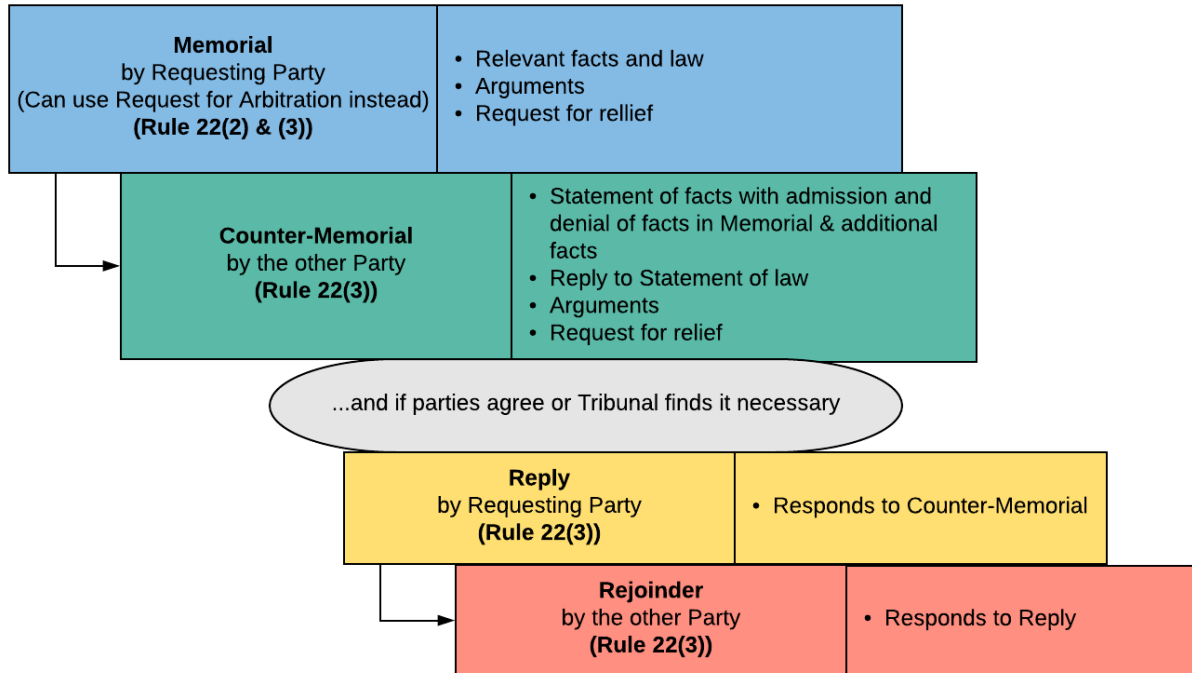 Memorial
by Requesting Party
(Can use Request for Arbitration instead)
(Rule 22(2) & (3))
• Relevant facts and law
• Arguments
• Request for rellief
Counter-Memorial
by the other Party
(Rule 22(3))
• Statement of facts with admission and
denial of facts in Memorial & additional
facts
• Reply to Statement of law
• Arguments
• Request for relief
...and if parties agree or Tribunal finds it necessary
Reply
by Requesting Party
(Rule 22(3))
• Responds to Counter-Memorial
Rejoinder
by the other Party
(Rule 22(3))
• Responds to Reply